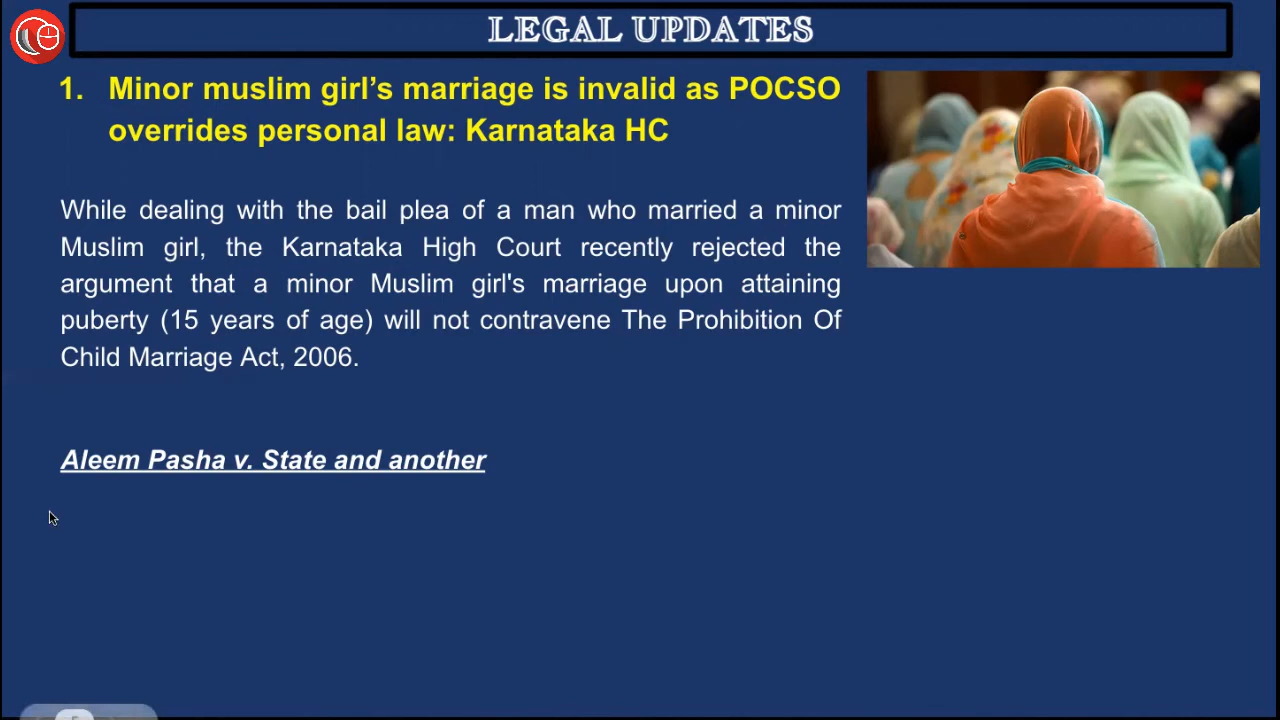 LEGAL UPDATES
1. Minor muslim girl’s marriage is invalid as POCSO
overrides personal law: Karnataka HC
While dealing with the bail plea of a man who married a minor
Muslim girl, the Karnataka High Court recently rejected the
argument that a minor Muslim girl's marriage upon attaining
puberty (15 years of age) will not contravene The Prohibition Of
Child Marriage Act, 2006.
Aleem Pasha v. State and another